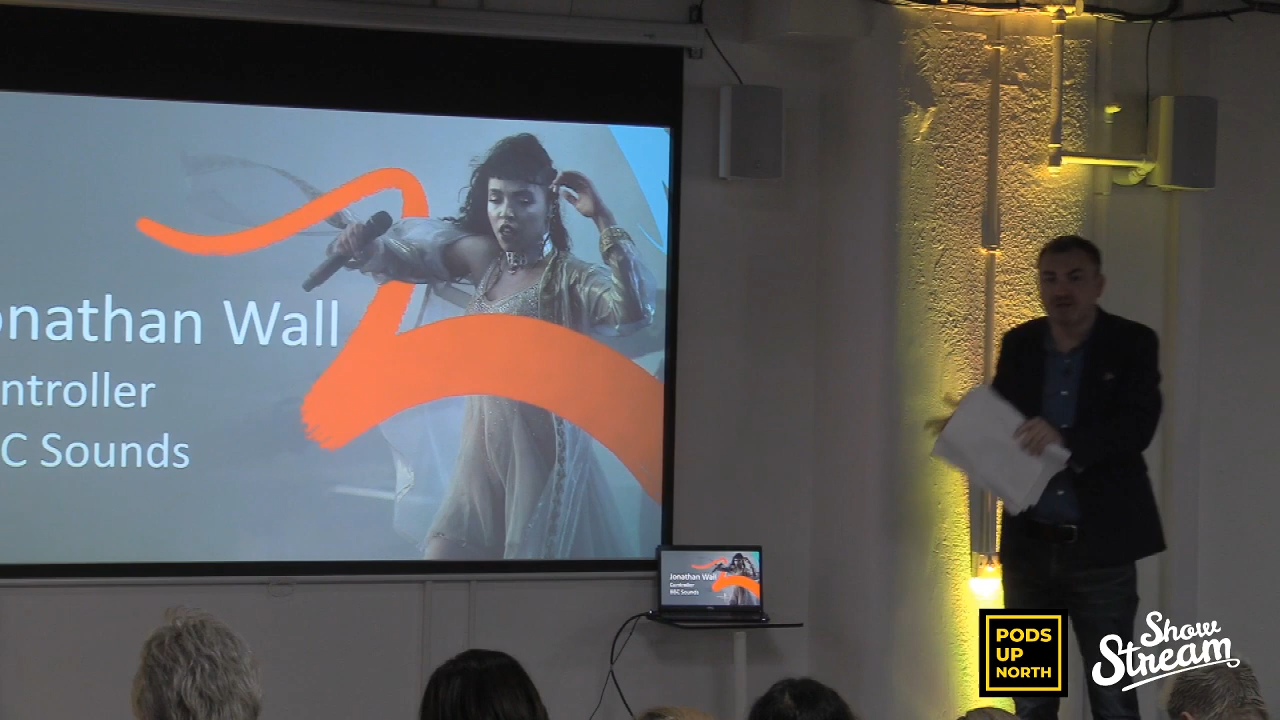 onathan Wall
ntroller
C Sounds
Jonathan Wall
Controller
BBC Sounds
PODS
UP
NORTH
Show
Stream